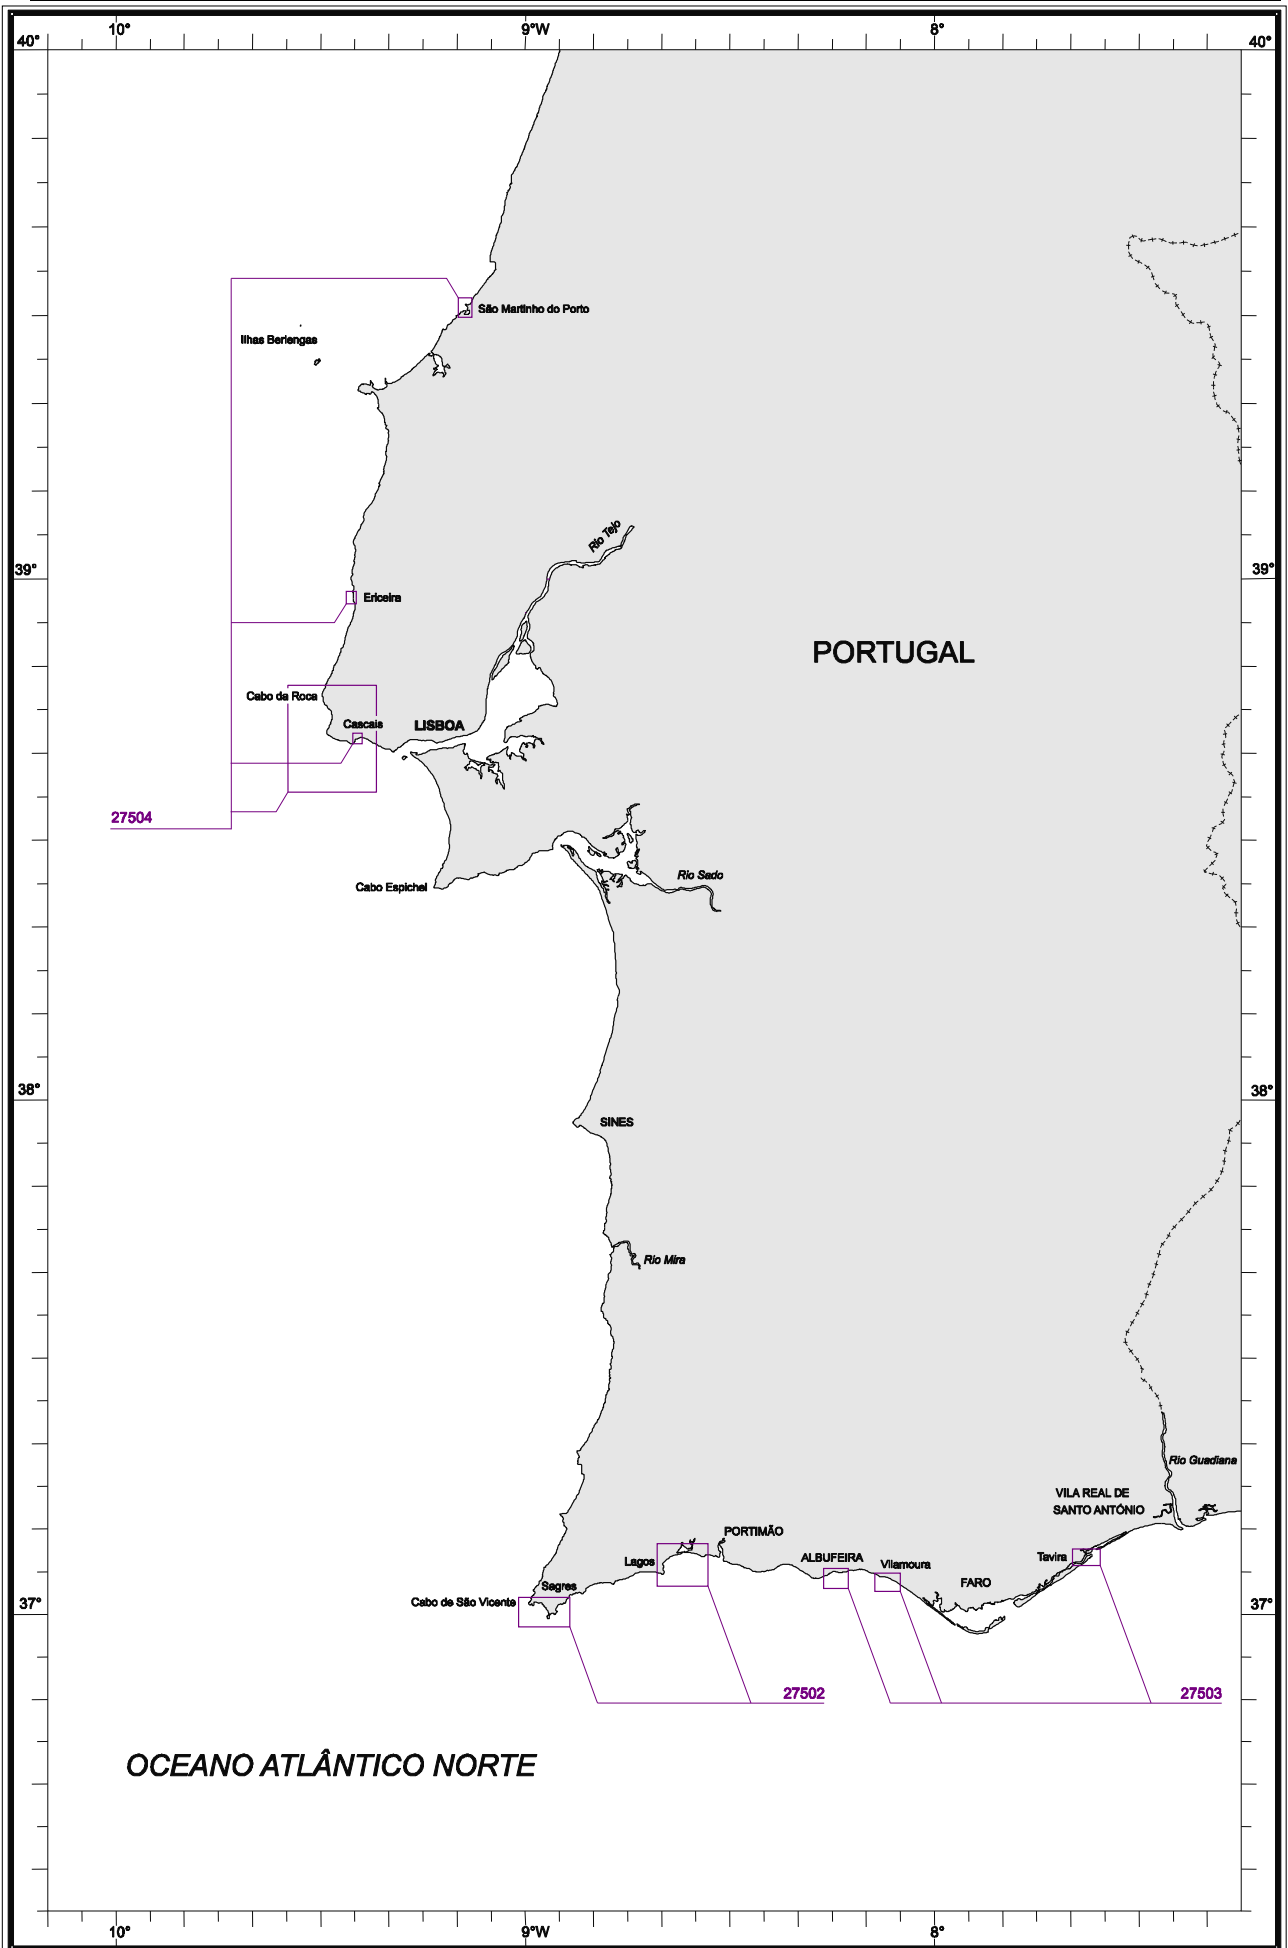 10°
9°W
8°
40°
40°
São Martinho do Porto
Ilhas Berlengas
Rio Tejo
39°
39°
Ericeira
PORTUGAL
Cabo da Roca
Cascais
LISBOA
27504
Rio Sado
Cabo Espichel
38°
38°
SINES
Rio Mira
Rio Guadiana
VILA REAL DE
SANTO ANTÓNIO
PORTIMÃO
Lagos
ALBUFEIRA
Vilamoura
Tavira
FARO
Sagres
Cabo de São Vicente
37°
37°
27502
27503
OCEANO ATLÂNTICO NORTE
10°
9°W
8°